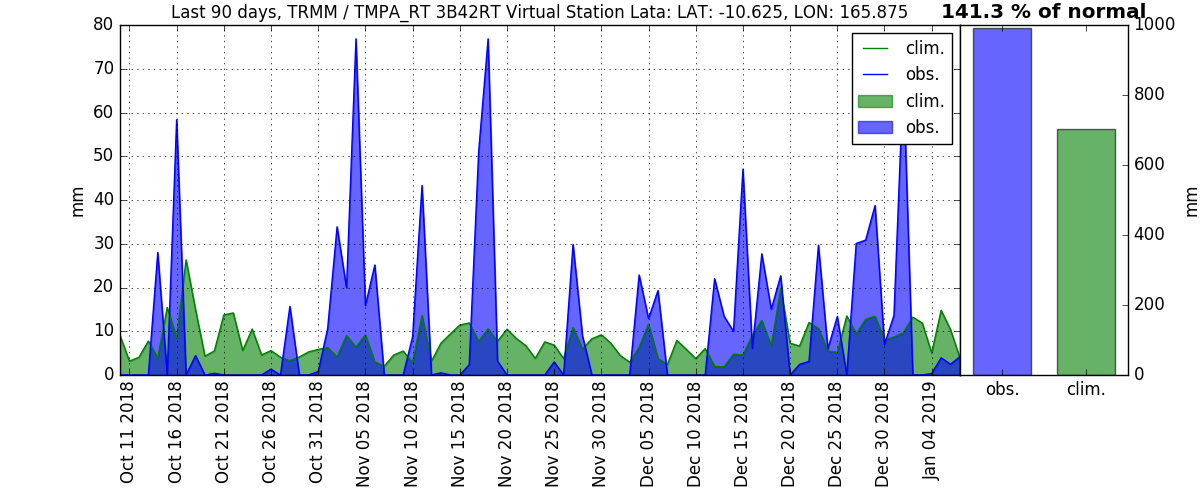 Last 90 days, TRMM / TMPA_RT 3B42RT Virtual Station Lata: LAT: -10.625, LON: 165.875
141.3 % of normal
80
70
60
50
40
30
20
10
0
mm
clim.
obs.
clim.
obs.
Oct 11 2018
Oct 16 2018
Oct 21 2018
Oct 26 2018
Oct 31 2018
Nov 05 2018
Nov 10 2018
Nov 15 2018
Nov 20 2018
Nov 25 2018
Nov 30 2018
Dec 05 2018
Dec 10 2018
Dec 15 2018
Dec 20 2018
Dec 25 2018
Dec 30 2018
Jan 04 2019
1000
800
600
400
200
0
mm
obs.
clim.